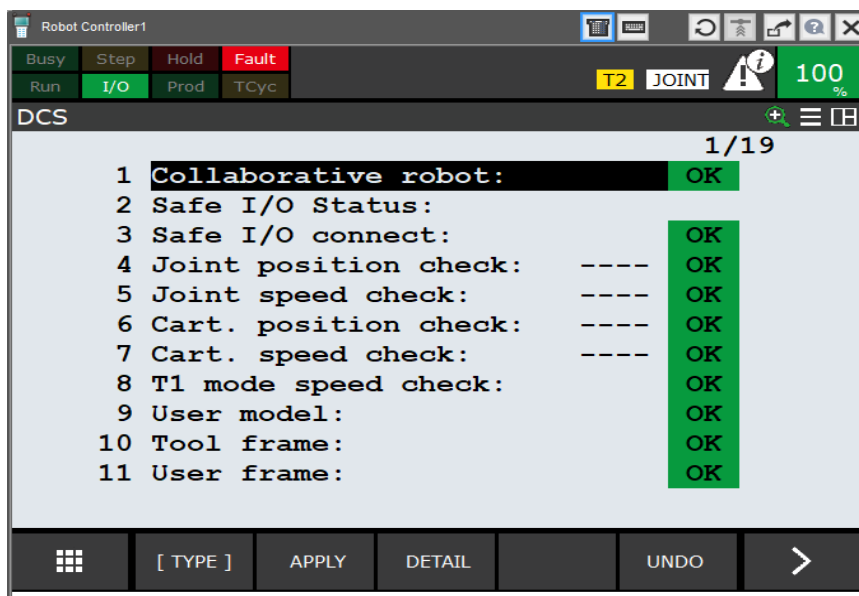 Robot Controller1
Busy Step Hold Fault
Run I/O Prod TCyc
T2 JOINT 100 %
DCS
1/19
1 Collaborative robot: OK
2 Safe I/O Status:
3 Safe I/O connect: OK
4 Joint position check: ---- OK
5 Joint speed check: ---- OK
6 Cart. position check: ---- OK
7 Cart. speed check: ---- OK
8 T1 mode speed check: OK
9 User model: OK
10 Tool frame: OK
11 User frame: OK
[ TYPE ] APPLY DETAIL UNDO >